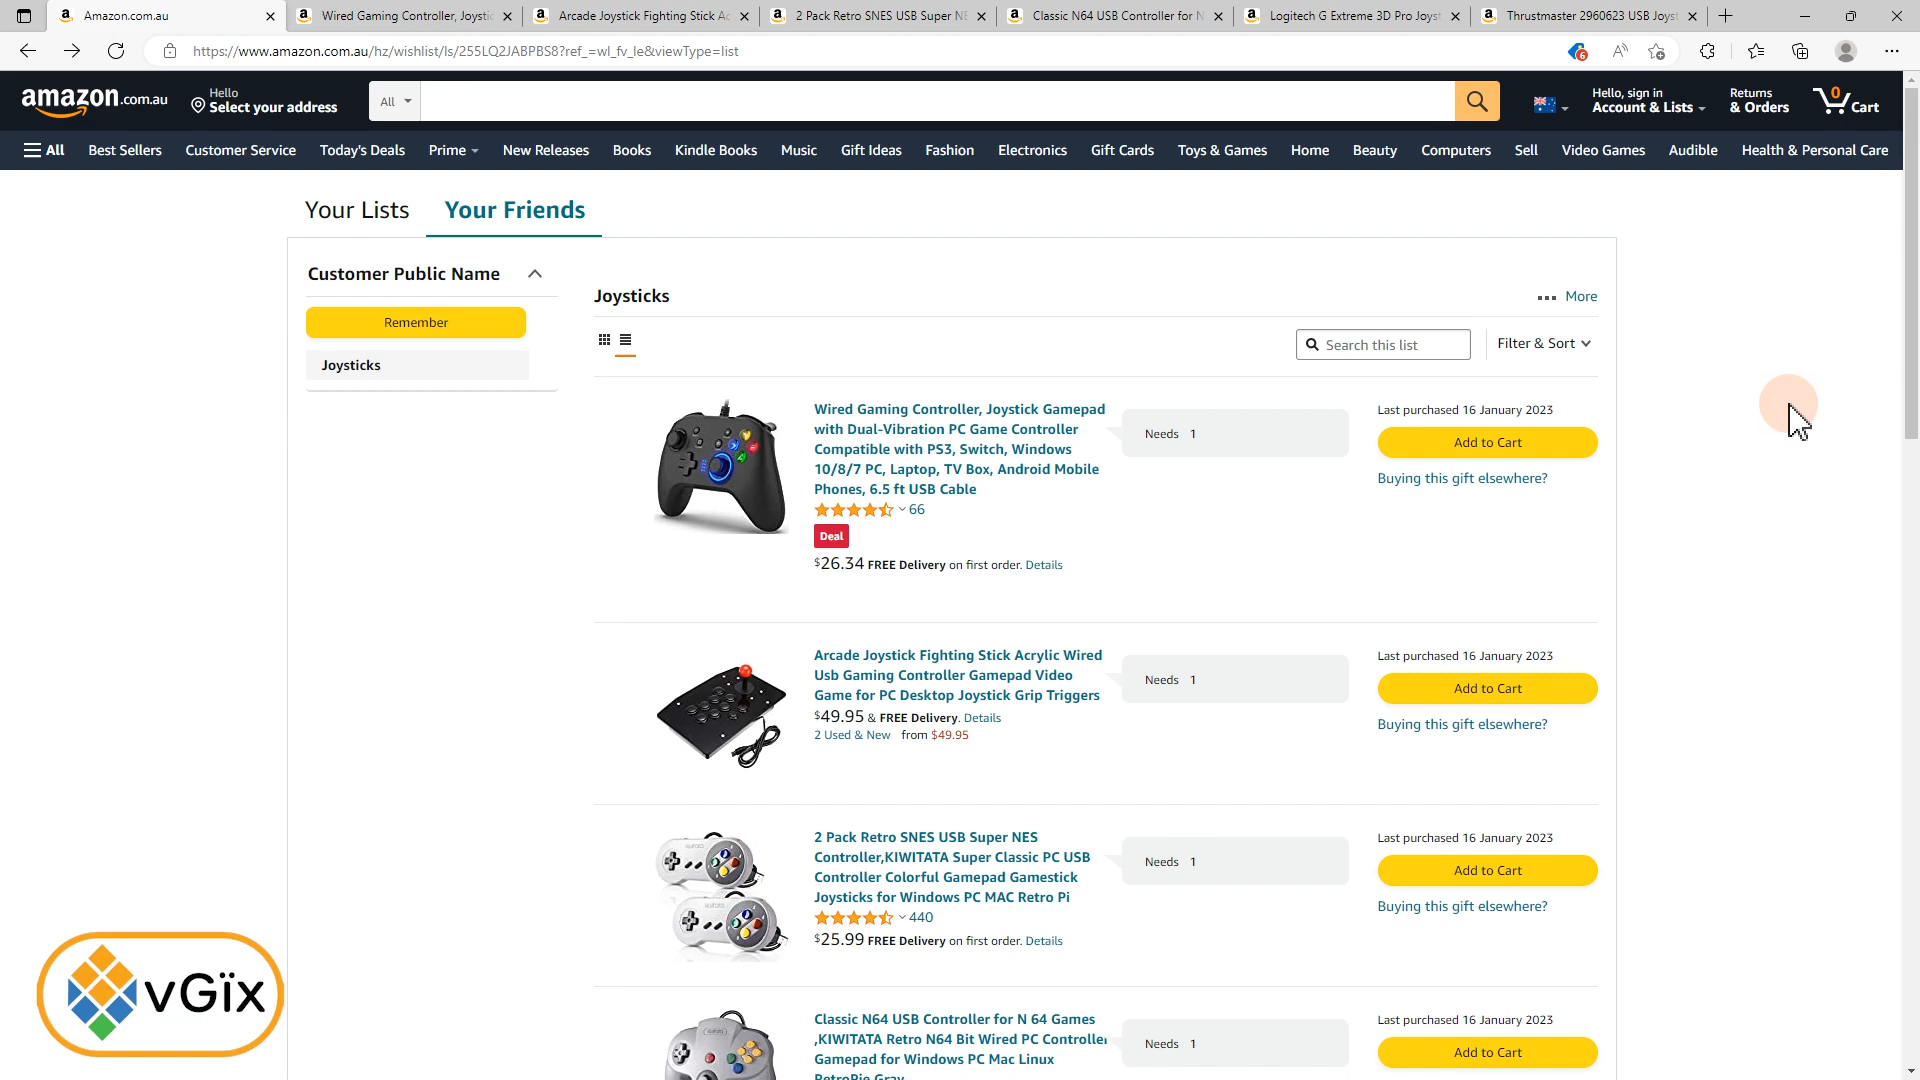 Amazon.com.au
Wired Gaming Controller, Joystic
Arcade Joystick Fighting Stick Ac
2 Pack Retro SNES USB Super NE
Classic N64 USB Controller for N
Logitech G Extreme 3D Pro Joyst
Thrustmaster 2960623 USB Joyst
https://www.amazon.com.au/hz/wishlist/ls/255LQ2JABPBS8?ref_=wl_fv_le&viewType=list
6
amazon.com.au
Hello
Select your address
All
Hello, sign in
Account & Lists
Returns
& Orders
0
Cart
All
Best Sellers
Customer Service
Today's Deals
Prime
New Releases
Books
Kindle Books
Music
Gift Ideas
Fashion
Electronics
Gift Cards
Toys & Games
Home
Beauty
Computers
Sell
Video Games
Audible
Health & Personal Care
Your Lists
Your Friends
Customer Public Name
Remember
Joysticks
Joysticks
More
Search this list
Filter & Sort
Wired Gaming Controller, Joystick Gamepad
with Dual-Vibration PC Game Controller
Compatible with PS3, Switch, Windows
10/8/7 PC, Laptop, TV Box, Android Mobile
Phones, 6.5 ft USB Cable
66
Deal
$26.34 FREE Delivery on first order. Details
Needs 1
Last purchased 16 January 2023
Add to Cart
Buying this gift elsewhere?
Arcade Joystick Fighting Stick Acrylic Wired
Usb Gaming Controller Gamepad Video
Game for PC Desktop Joystick Grip Triggers
$49.95 & FREE Delivery. Details
2 Used & New from $49.95
Needs 1
Last purchased 16 January 2023
Add to Cart
Buying this gift elsewhere?
2 Pack Retro SNES USB Super NES
Controller,KIWITATA Super Classic PC USB
Controller Colorful Gamepad Gamestick
Joysticks for Windows PC MAC Retro Pi
440
$25.99 FREE Delivery on first order. Details
Needs 1
Last purchased 16 January 2023
Add to Cart
Buying this gift elsewhere?
Classic N64 USB Controller for N 64 Games
,KIWITATA Retro N64 Bit Wired PC Controller
Gamepad for Windows PC Mac Linux
RetroPie Gray
Needs 1
Last purchased 16 January 2023
Add to Cart
vGïx